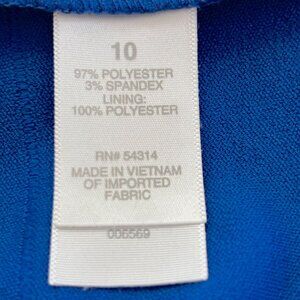 10
97% POLYESTER
3% SPANDEX
LINING:
100% POLYESTER
RN# 54314
MADE IN VIETNAM
OF IMPORTED
FABRIC
006569